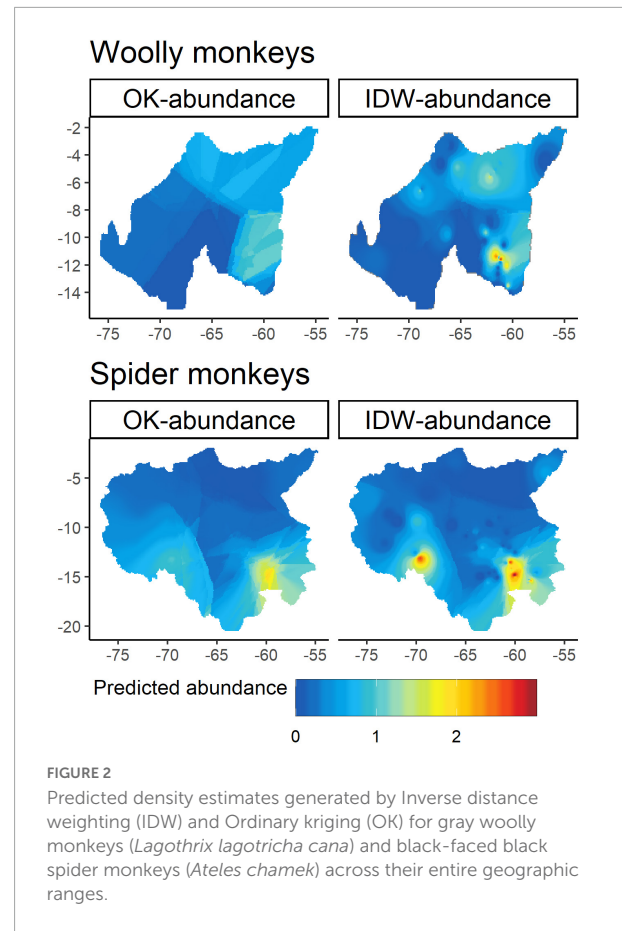 Woolly monkeys
OK-abundance IDW-abundance
-2
-4
-6
-8
-10
-12
-14
-75 -70 -65 -60 -55 -75 -70 -65 -60 -55
Spider monkeys
OK-abundance IDW-abundance
-5
-10
-15
-20
-75 -70 -65 -60 -55 -75 -70 -65 -60 -55
Predicted abundance
0 1 2
FIGURE 2
Predicted density estimates generated by Inverse distance
weighting (IDW) and Ordinary kriging (OK) for gray woolly
monkeys (Lagothrix lagotricha cana) and black-faced black
spider monkeys (Ateles chamek) across their entire geographic
ranges.